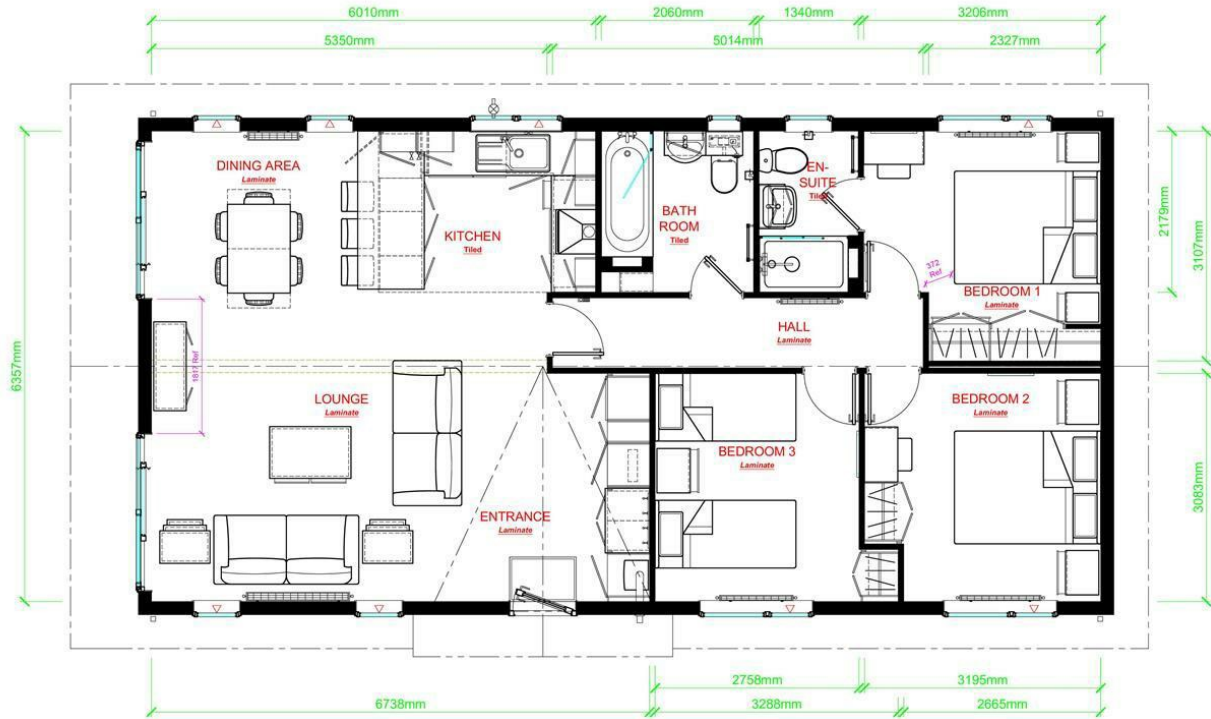 6010mm
2060mm
1340mm
3206mm
5350mm
5014mm
2327mm
DINING AREA
Laminate
KITCHEN
Tiled
BATH
ROOM
Tiled
EN-
SUITE
Tiled
2179mm
3107mm
372
Ref
BEDROOM 1
Laminate
HALL
Laminate
6357mm
1817 Ref
LOUNGE
Laminate
BEDROOM 2
Laminate
BEDROOM 3
Laminate
3083mm
ENTRANCE
Laminate
2758mm
3195mm
6738mm
3288mm
2665mm